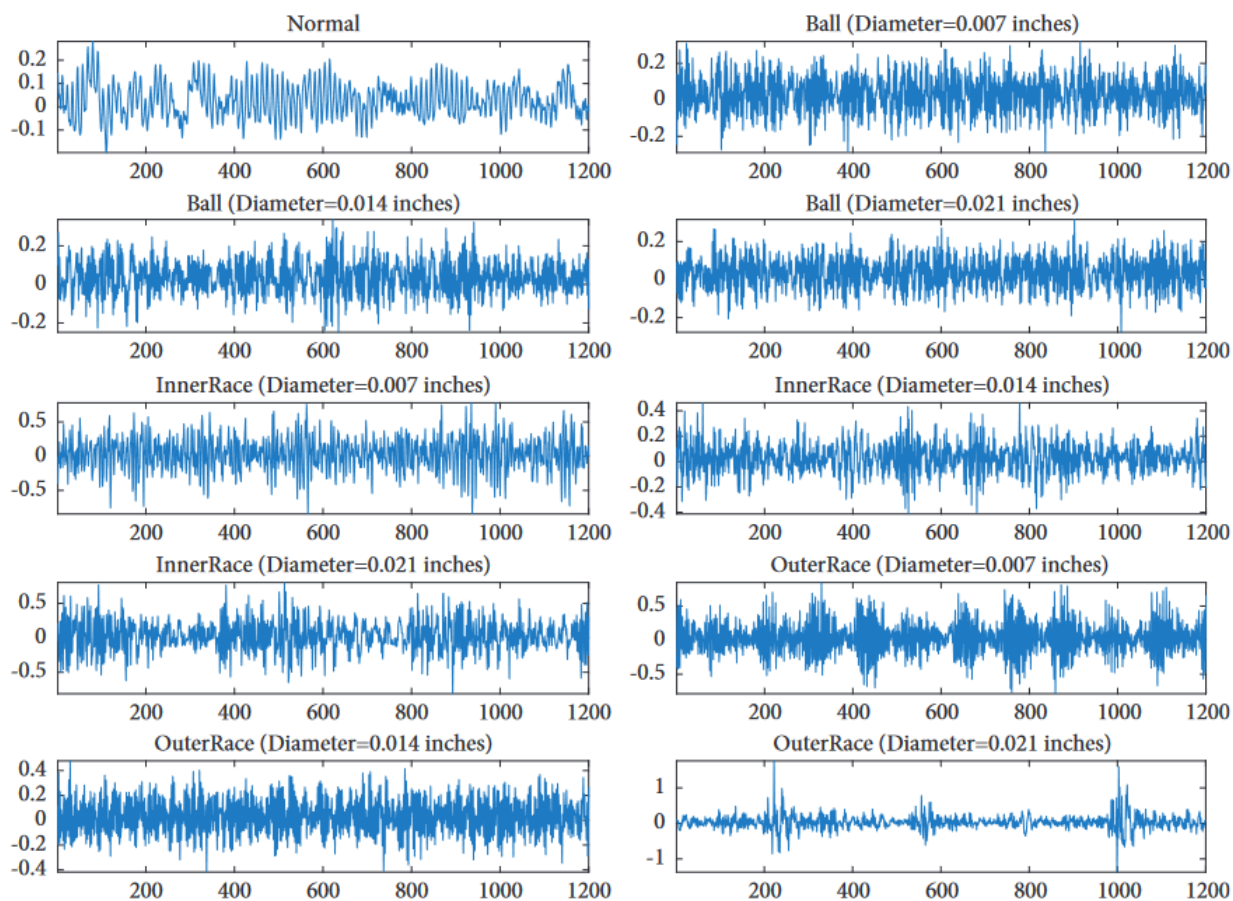 Normal
0.2
0.1
0
-0.1
200 400 600 800 1000 1200
Ball (Diameter=0.007 inches)
0.2
0
-0.2
200 400 600 800 1000 1200
Ball (Diameter=0.014 inches)
0.2
0
-0.2
200 400 600 800 1000 1200
Ball (Diameter=0.021 inches)
0.2
0
-0.2
200 400 600 800 1000 1200
InnerRace (Diameter=0.007 inches)
0.5
0
-0.5
200 400 600 800 1000 1200
InnerRace (Diameter=0.014 inches)
0.4
0.2
0
-0.2
-0.4
200 400 600 800 1000 1200
InnerRace (Diameter=0.021 inches)
0.5
0
-0.5
200 400 600 800 1000 1200
OuterRace (Diameter=0.007 inches)
0.5
0
-0.5
200 400 600 800 1000 1200
OuterRace (Diameter=0.014 inches)
0.4
0.2
0
-0.2
-0.4
200 400 600 800 1000 1200
OuterRace (Diameter=0.021 inches)
1
0
-1
200 400 600 800 1000 1200